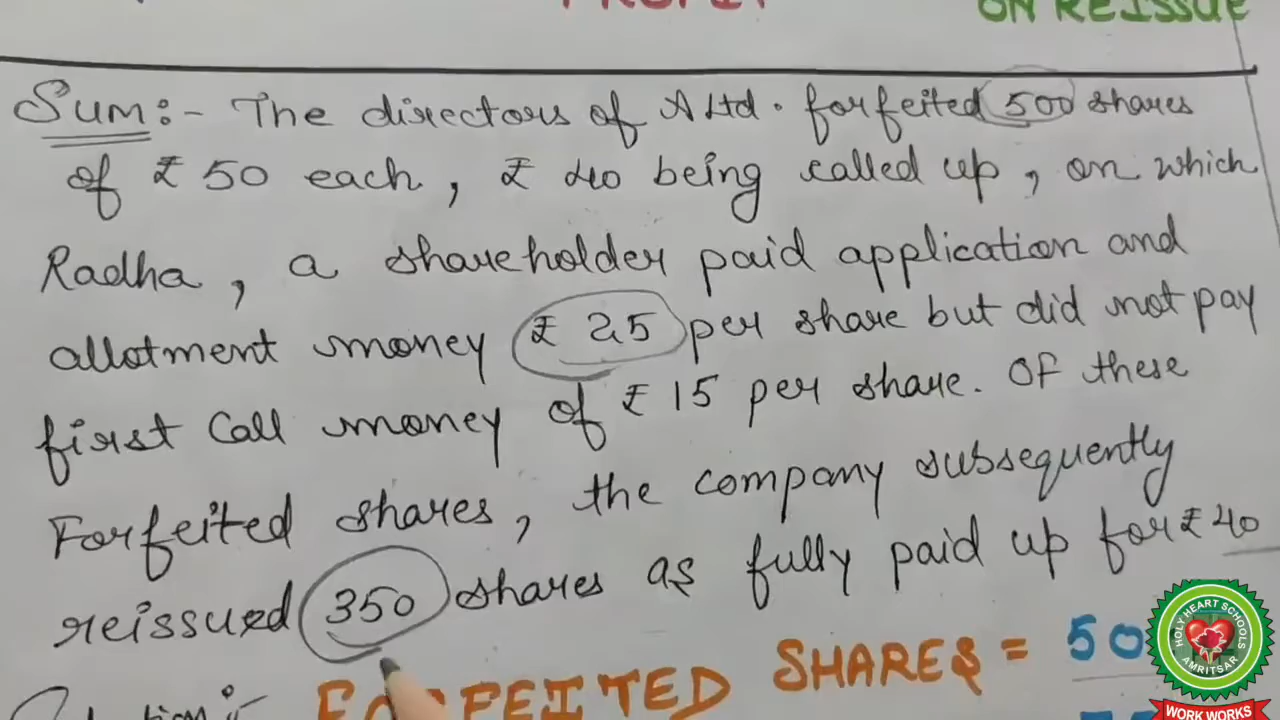 PROFIT
ON REISSUE
Sum:- The directors of A Ltd. forfeited 500 shares
of ₹ 50 each, ₹ 40 being called up, on which
Radha, a shareholder paid application and
allotment money ₹ 25 per share but did not pay
first Call money of ₹ 15 per share. Of these
Forfeited shares, the company subsequently
reissued 350 shares as fully paid up for ₹ 40
FORFEITED SHARES = 50
HOLY HEART SCHOOLS
AMRITSAR
WORK WORKS